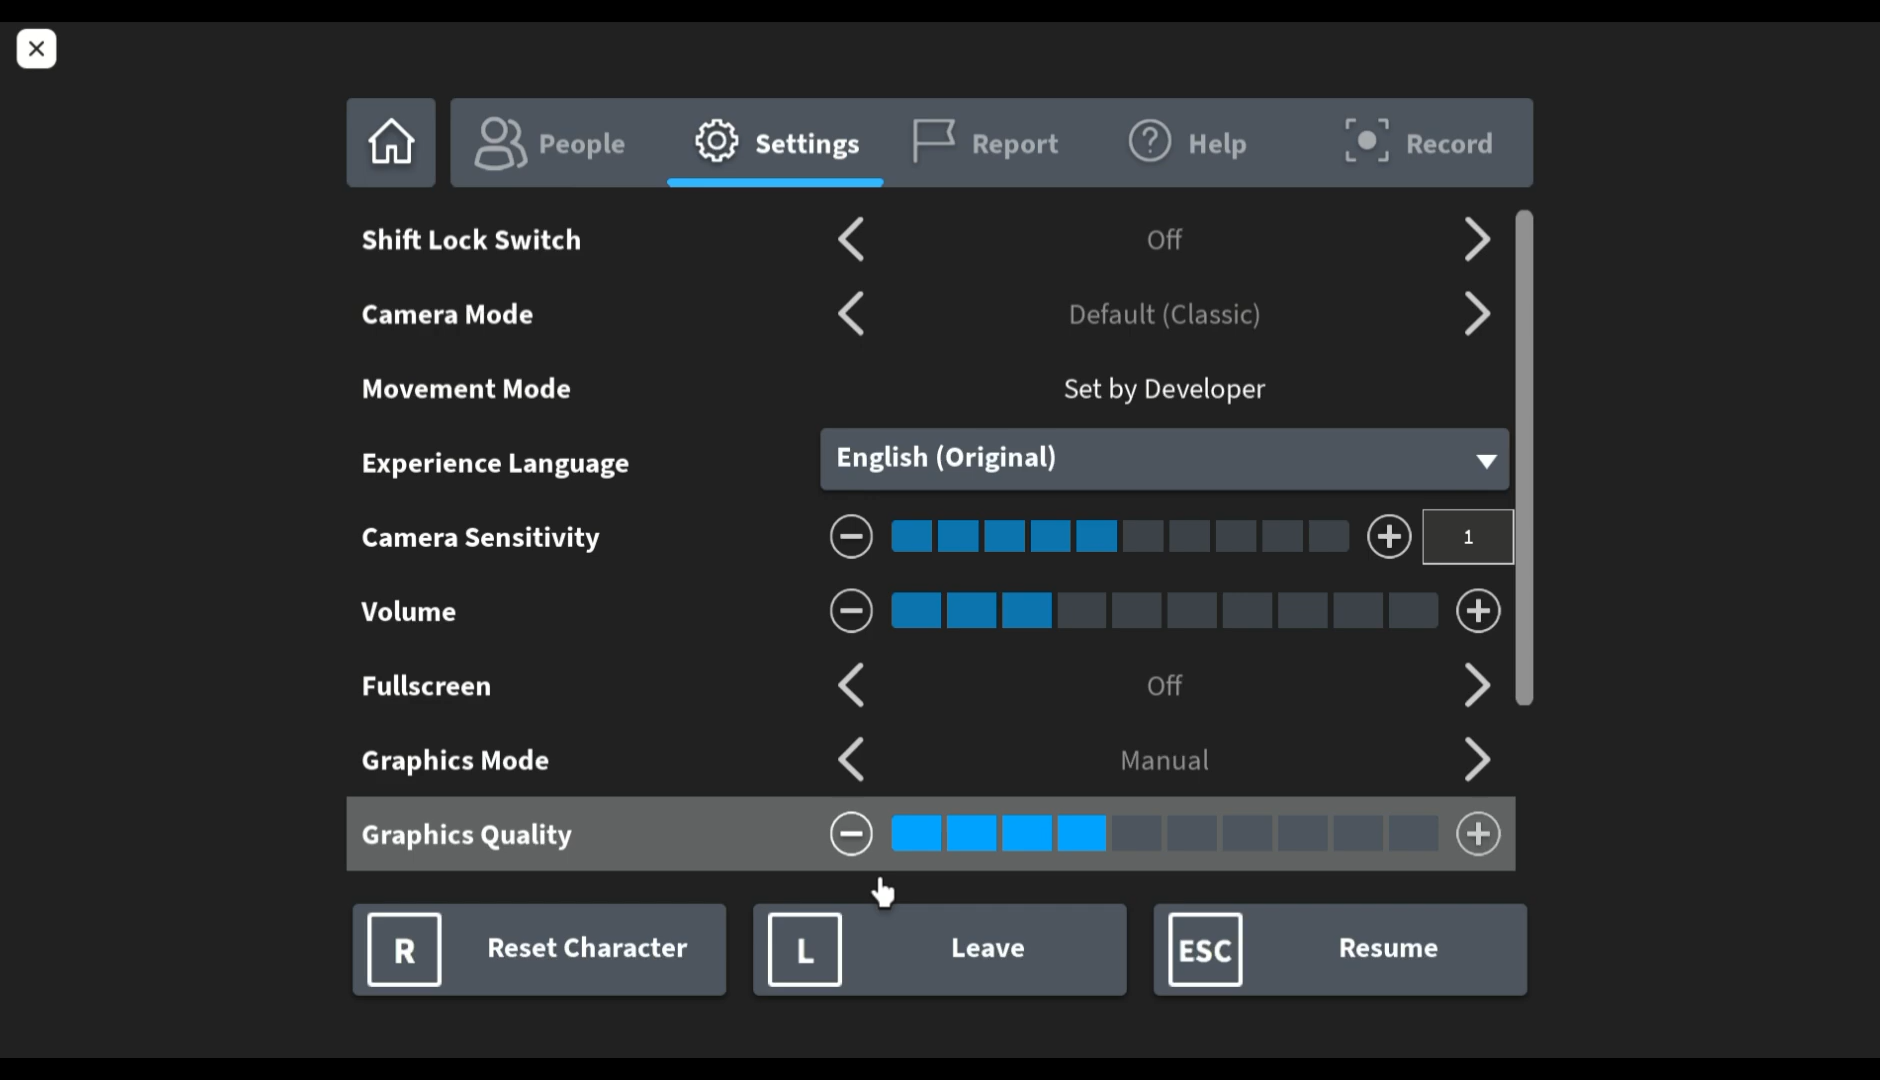 People
Settings
Report
Help
Record
Shift Lock Switch
Off
Camera Mode
Default (Classic)
Movement Mode
Set by Developer
Experience Language
English (Original)
Camera Sensitivity
1
Volume
Fullscreen
Off
Graphics Mode
Manual
Graphics Quality
R Reset Character
L Leave
ESC Resume